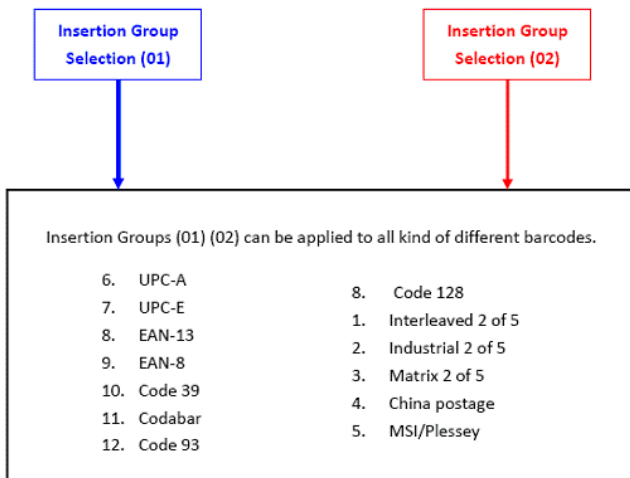 Insertion Group
Selection (01)
Insertion Group
Selection (02)
Insertion Groups (01) (02) can be applied to all kind of different barcodes.
6. UPC-A
7. UPC-E
8. EAN-13
9. EAN-8
10. Code 39
11. Codabar
12. Code 93
8. Code 128
1. Interleaved 2 of 5
2. Industrial 2 of 5
3. Matrix 2 of 5
4. China postage
5. MSI/Plessey